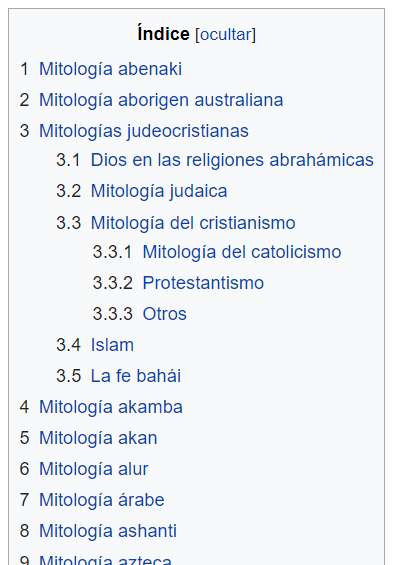 Índice [ocultar]
1 Mitología abenaki
2 Mitología aborigen australiana
3 Mitologías judeocristianas
3.1 Dios en las religiones abrahámicas
3.2 Mitología judaica
3.3 Mitología del cristianismo
3.3.1 Mitología del catolicismo
3.3.2 Protestantismo
3.3.3 Otros
3.4 Islam
3.5 La fe bahái
4 Mitología akamba
5 Mitología akan
6 Mitología alur
7 Mitología árabe
8 Mitología ashanti
9 Mitología azteca